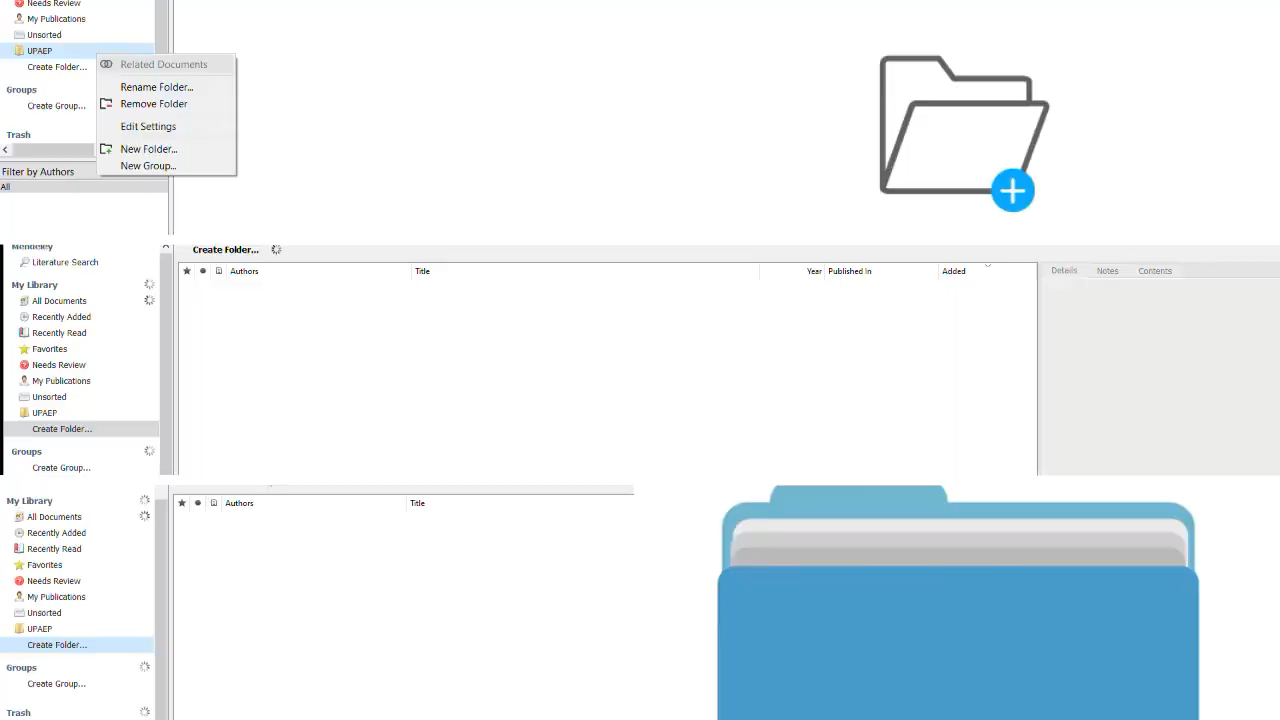 Needs Review
My Publications
Unsorted
UPAEP
Create Folder...
Groups
Create Group...
Trash
Filter by Authors
All
Related Documents
Rename Folder...
Remove Folder
Edit Settings
New Folder...
New Group...
Mendeley
Literature Search
My Library
All Documents
Recently Added
Recently Read
Favorites
Needs Review
My Publications
Unsorted
UPAEP
Create Folder...
Groups
Create Group...
Create Folder...
Authors Title Year Published In Added
Details Notes Contents
My Library
All Documents
Recently Added
Recently Read
Favorites
Needs Review
My Publications
Unsorted
UPAEP
Create Folder...
Groups
Create Group...
Trash
Authors Title